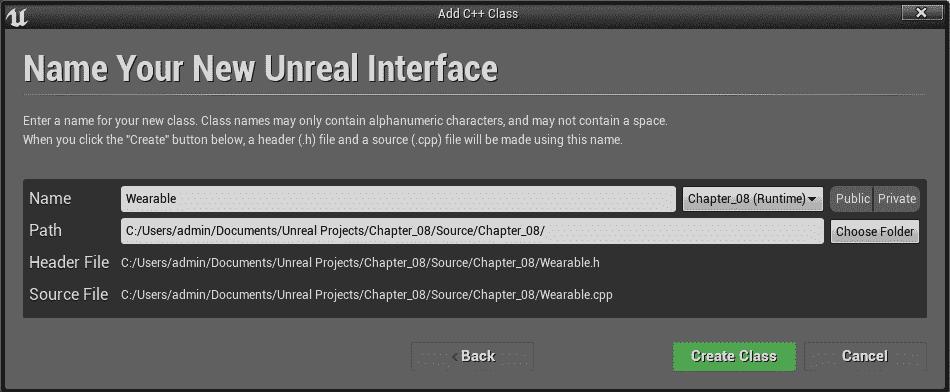 Add C++ Class
Name Your New Unreal Interface
Enter a name for your new class. Class names may only contain alphanumeric characters, and may not contain a space.
When you click the "Create" button below, a header (.h) file and a source (.cpp) file will be made using this name.
Name Wearable Chapter_08 (Runtime) Public Private
Path C:/Users/admin/Documents/Unreal Projects/Chapter_08/Source/Chapter_08/ Choose Folder
Header File C:/Users/admin/Documents/Unreal Projects/Chapter_08/Source/Chapter_08/Wearable.h
Source File C:/Users/admin/Documents/Unreal Projects/Chapter_08/Source/Chapter_08/Wearable.cpp
Back Create Class Cancel